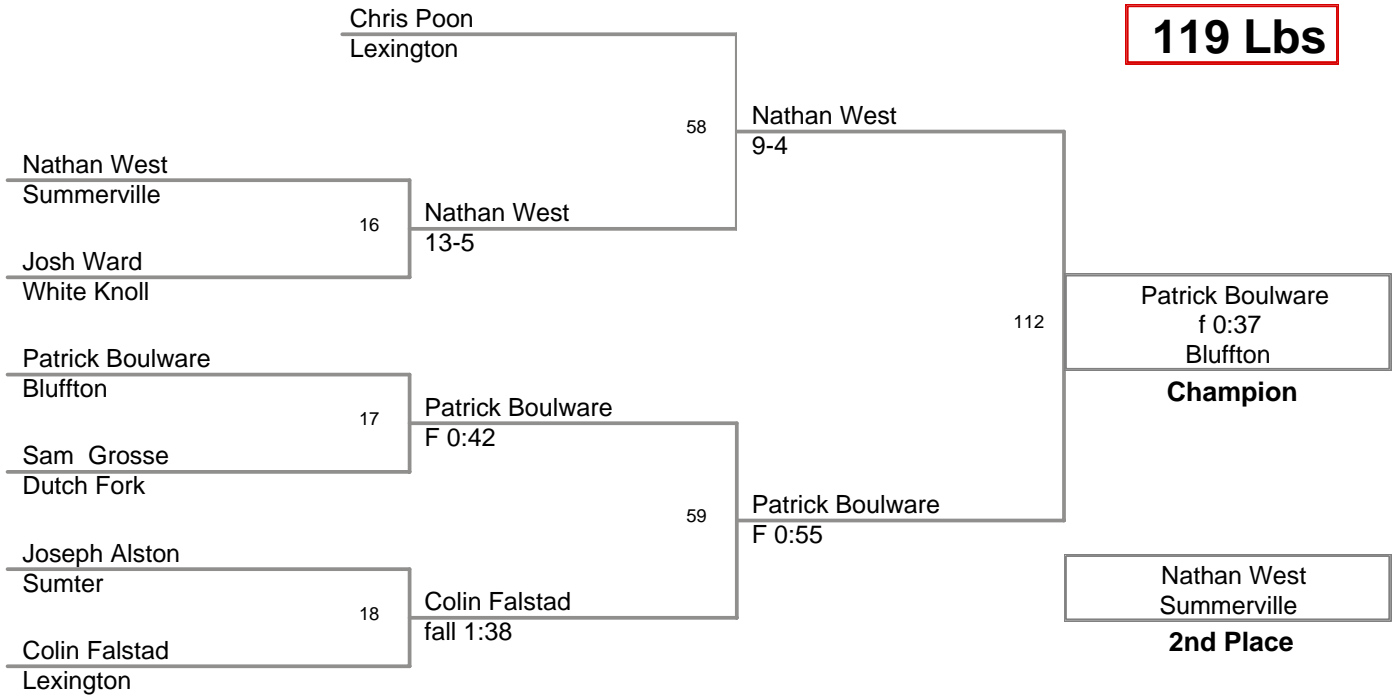 Chris Poon
Lexington
119 Lbs
58
Nathan West
9-4
Nathan West
Summerville
16
Nathan West
13-5
Josh Ward
White Knoll
112
Patrick Boulware
f 0:37
Bluffton
Champion
Patrick Boulware
Bluffton
17
Patrick Boulware
F 0:42
Sam  Grosse
Dutch Fork
59
Patrick Boulware
F 0:55
Joseph Alston
Sumter
18
Colin Falstad
fall 1:38
Colin Falstad
Lexington
Nathan West
Summerville
2nd Place